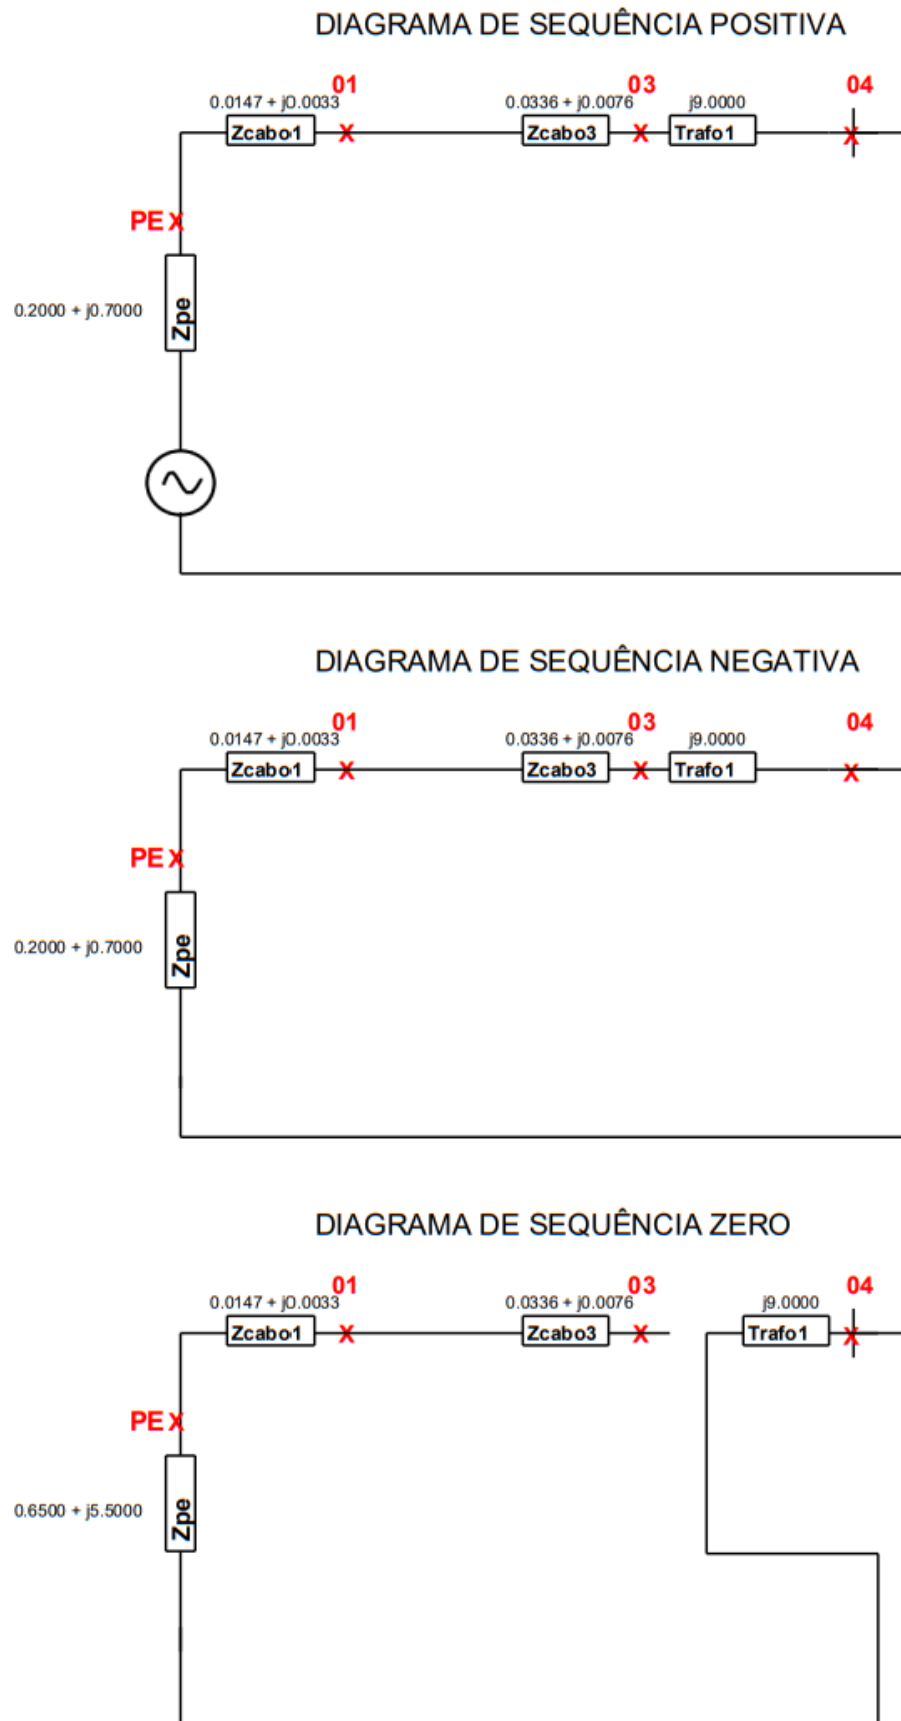 DIAGRAMA DE SEQUÊNCIA POSITIVA
01 03 04
0.0147 + j0.0033 0.0336 + j0.0076 j9.0000
Zcabo1 Zcabo3 Trafo1
X X X
PE X
0.2000 + j0.7000 Zpe
DIAGRAMA DE SEQUÊNCIA NEGATIVA
01 03 04
0.0147 + j0.0033 0.0336 + j0.0076 j9.0000
Zcabo1 Zcabo3 Trafo1
X X X
PE X
0.2000 + j0.7000 Zpe
DIAGRAMA DE SEQUÊNCIA ZERO
01 03 04
0.0147 + j0.0033 0.0336 + j0.0076 j9.0000
Zcabo1 Zcabo3 Trafo1
X X X
PE X
0.6500 + j5.5000 Zpe